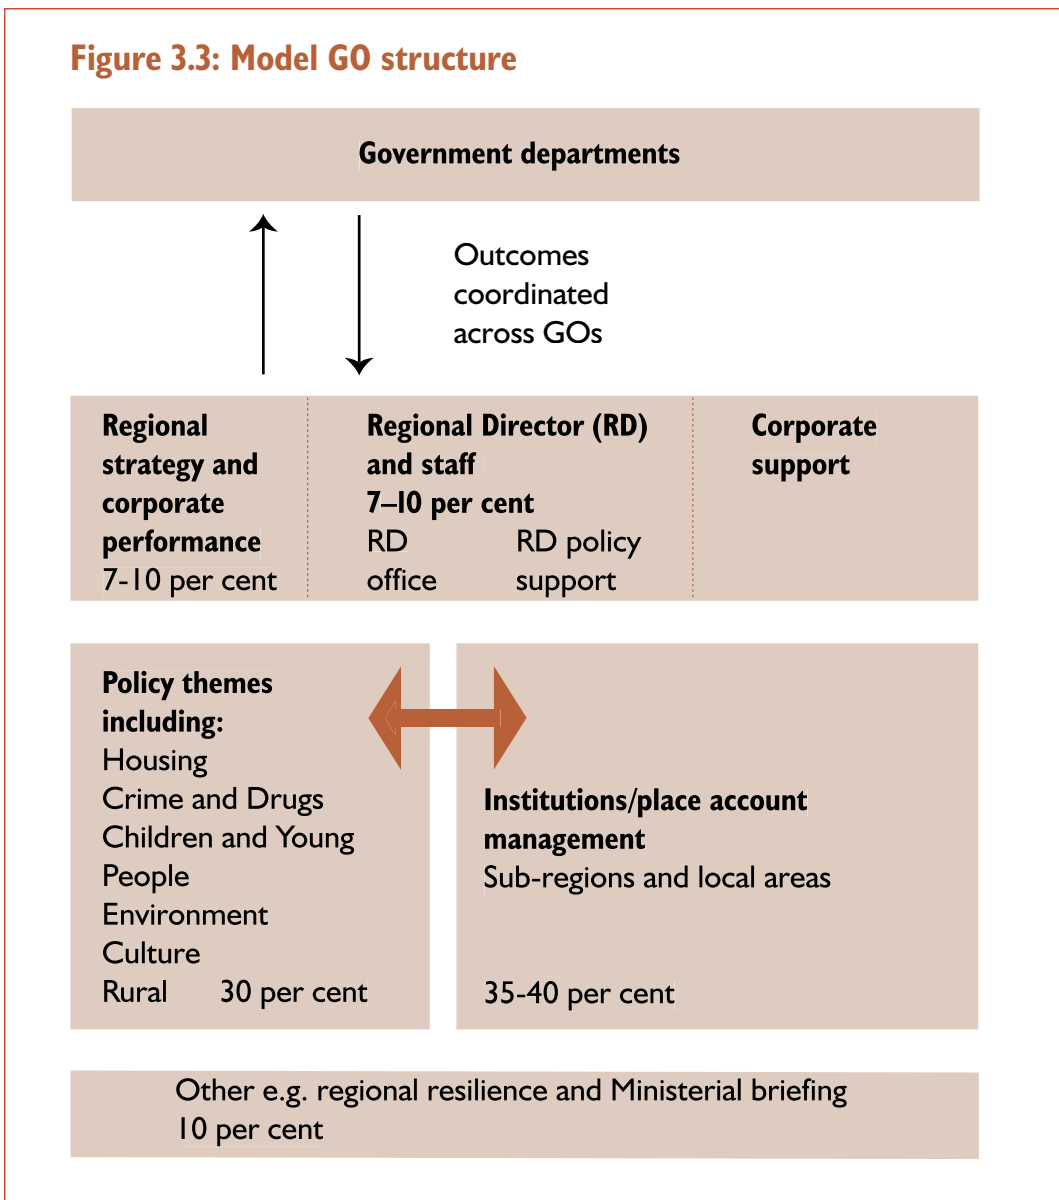 Figure 3.3: Model GO structure
Government departments
Outcomes
coordinated
across GOs
Regional
strategy and
corporate
performance
7-10 per cent
Regional Director (RD)
and staff
7–10 per cent
RD office
RD policy support
Corporate
support
Policy themes
including:
Housing
Crime and Drugs
Children and Young
People
Environment
Culture
Rural 30 per cent
Institutions/place account
management
Sub-regions and local areas
35-40 per cent
Other e.g. regional resilience and Ministerial briefing
10 per cent